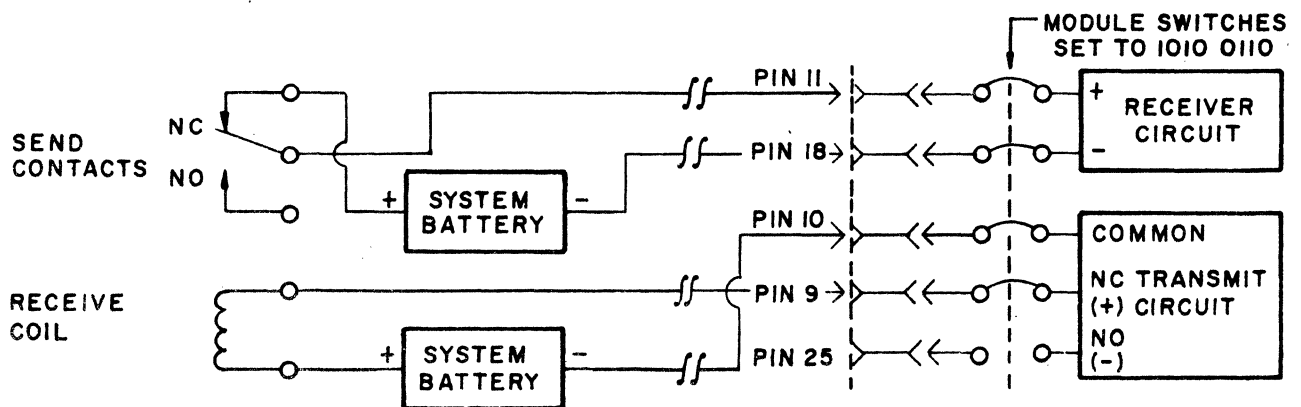 MODULE SWITCHES
SET TO 1010 0110
SEND
CONTACTS
NC
NO
+ SYSTEM -
BATTERY
PIN 11
PIN 18
+
RECEIVER
CIRCUIT
-
RECEIVE
COIL
+ SYSTEM -
BATTERY
PIN 10
PIN 9
PIN 25
COMMON
NC TRANSMIT
(+) CIRCUIT
NO
(-)